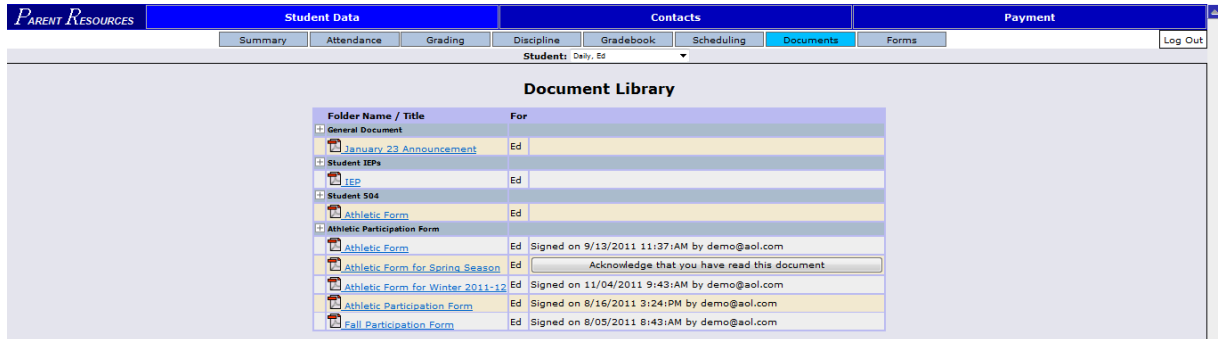 PARENT RESOURCES Student Data Contacts Payment
Summary Attendance Grading Discipline Gradebook Scheduling Documents Forms Log Out
Student: Daily, Ed
Document Library
Folder Name / Title For
General Document
January 23 Announcement Ed
Student IEPs
IEP Ed
Student 504
Athletic Form Ed
Athletic Participation Form
Athletic Form Ed Signed on 9/13/2011 11:37:AM by demo@aol.com
Athletic Form for Spring Season Ed Acknowledge that you have read this document
Athletic Form for Winter 2011-12 Ed Signed on 11/04/2011 9:43:AM by demo@aol.com
Athletic Participation Form Ed Signed on 8/16/2011 3:24:PM by demo@aol.com
Fall Participation Form Ed Signed on 8/05/2011 8:43:AM by demo@aol.com